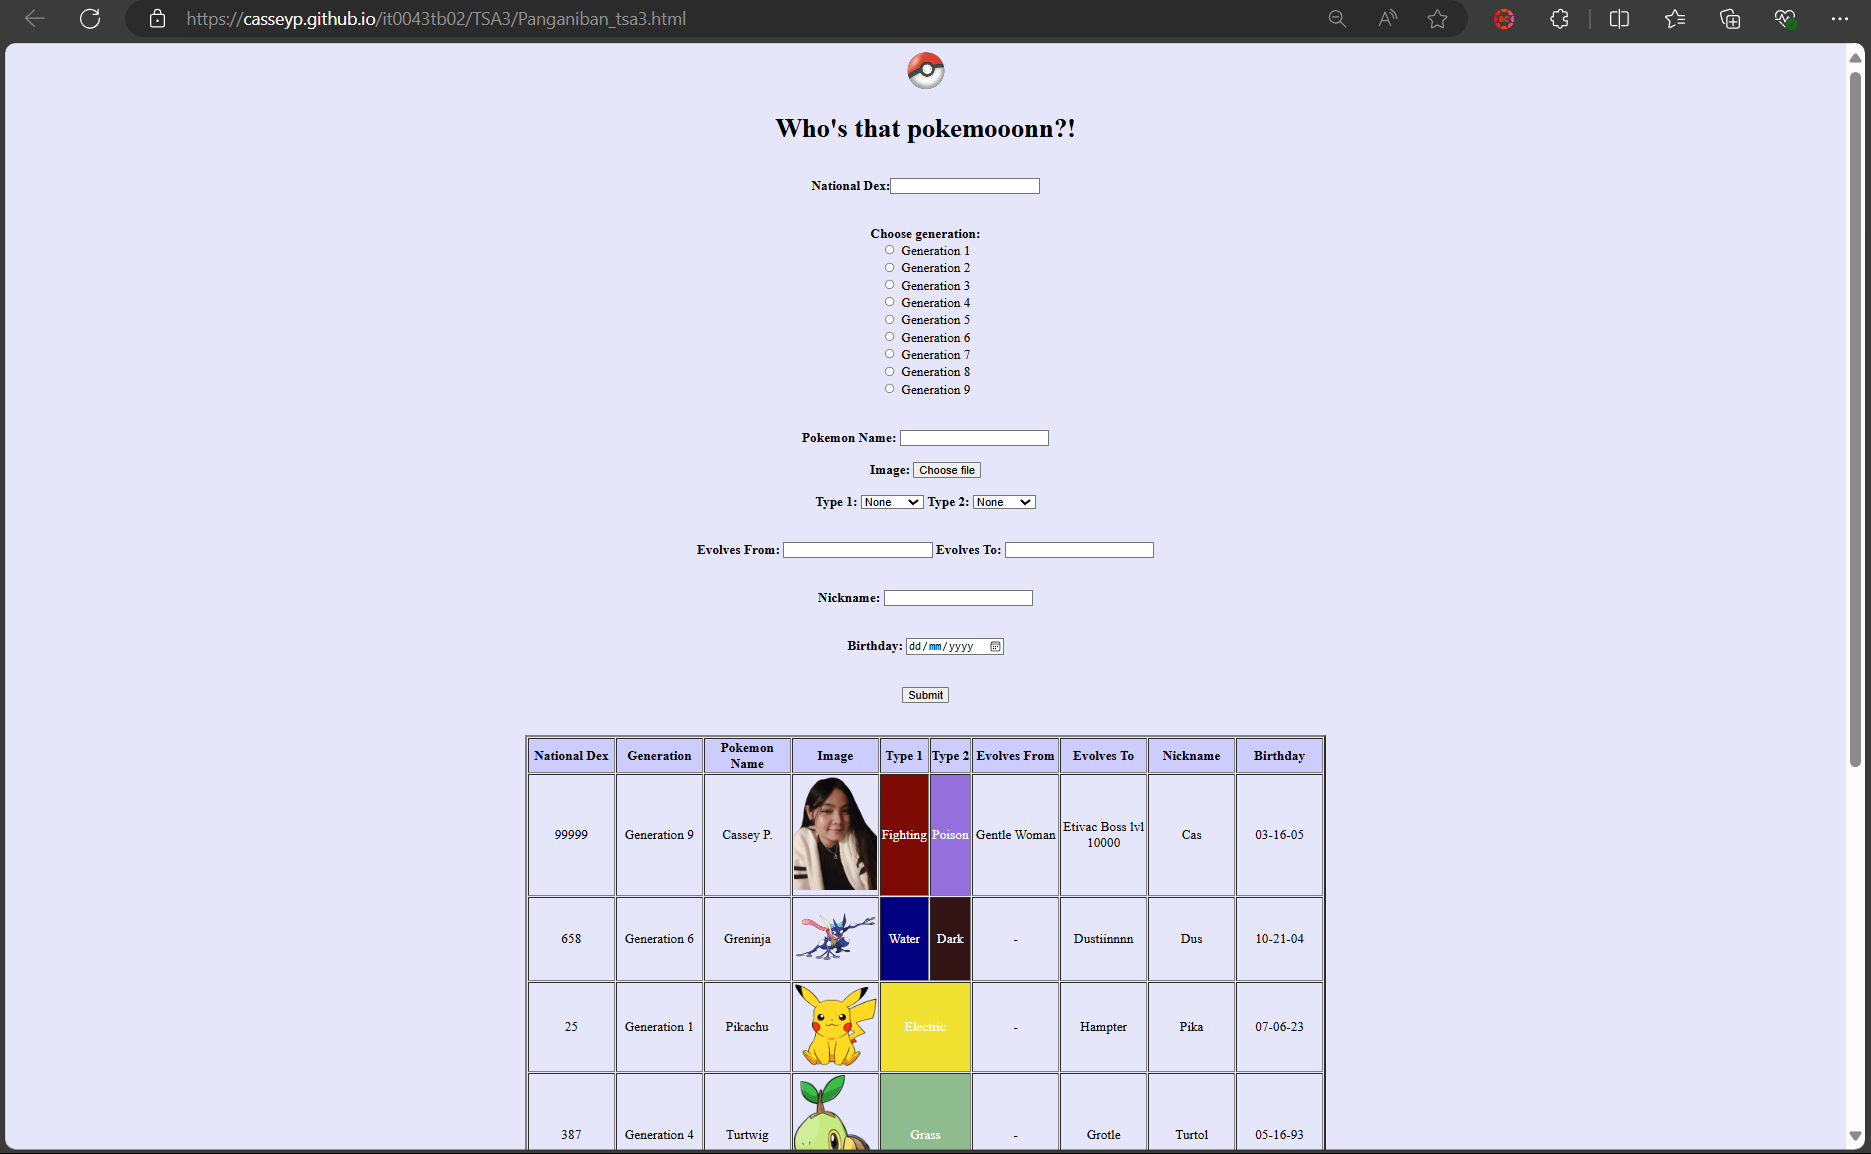 https://casseyp.github.io/it0043tb02/TSA3/Panganiban_tsa3.html
Who's that pokemooonn?!
National Dex:
Choose generation:
Generation 1
Generation 2
Generation 3
Generation 4
Generation 5
Generation 6
Generation 7
Generation 8
Generation 9
Pokemon Name:
Image: Choose file
Type 1: None Type 2: None
Evolves From: Evolves To:
Nickname:
Birthday: dd/mm/yyyy
Submit
National Dex Generation Pokemon Name Image Type 1 Type 2 Evolves From Evolves To Nickname Birthday
99999 Generation 9 Cassey P. Fighting Poison Gentle Woman Etivac Boss lvl 10000 Cas 03-16-05
658 Generation 6 Greninja Water Dark - Dustiinnnn Dus 10-21-04
25 Generation 1 Pikachu Electric - Hampter Pika 07-06-23
387 Generation 4 Turtwig Grass - Grotle Turtol 05-16-93